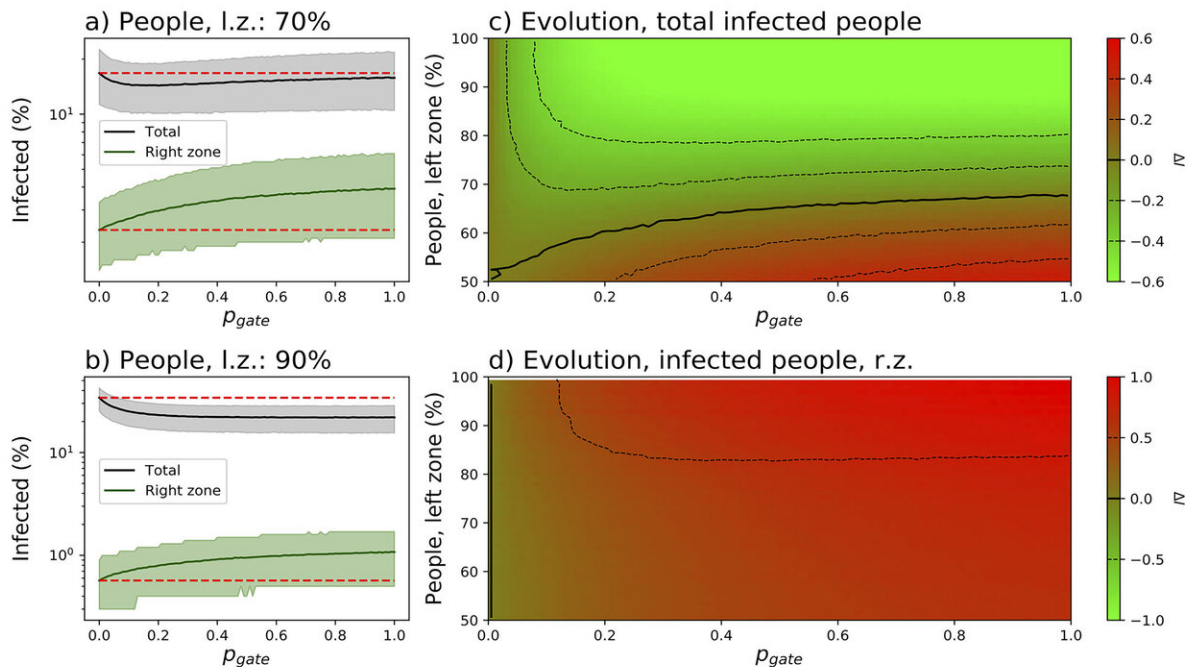 a) People, l.z.: 70%
Infected (%)
10¹
Total
Right zone
0.0 0.2 0.4 0.6 0.8 1.0
p_gate
c) Evolution, total infected people
People, left zone (%)
100
90
80
70
60
50
0.0 0.2 0.4 0.6 0.8 1.0
p_gate
0.6
0.4
0.2
0.0
−0.2
−0.4
−0.6
ΔI
b) People, l.z.: 90%
Infected (%)
10¹
10⁰
Total
Right zone
0.0 0.2 0.4 0.6 0.8 1.0
p_gate
d) Evolution, infected people, r.z.
People, left zone (%)
100
90
80
70
60
50
0.0 0.2 0.4 0.6 0.8 1.0
p_gate
1.0
0.5
0.0
−0.5
−1.0
ΔI